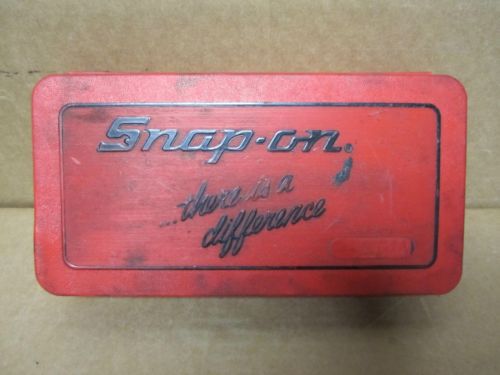 Snap-on®
...there is a
difference